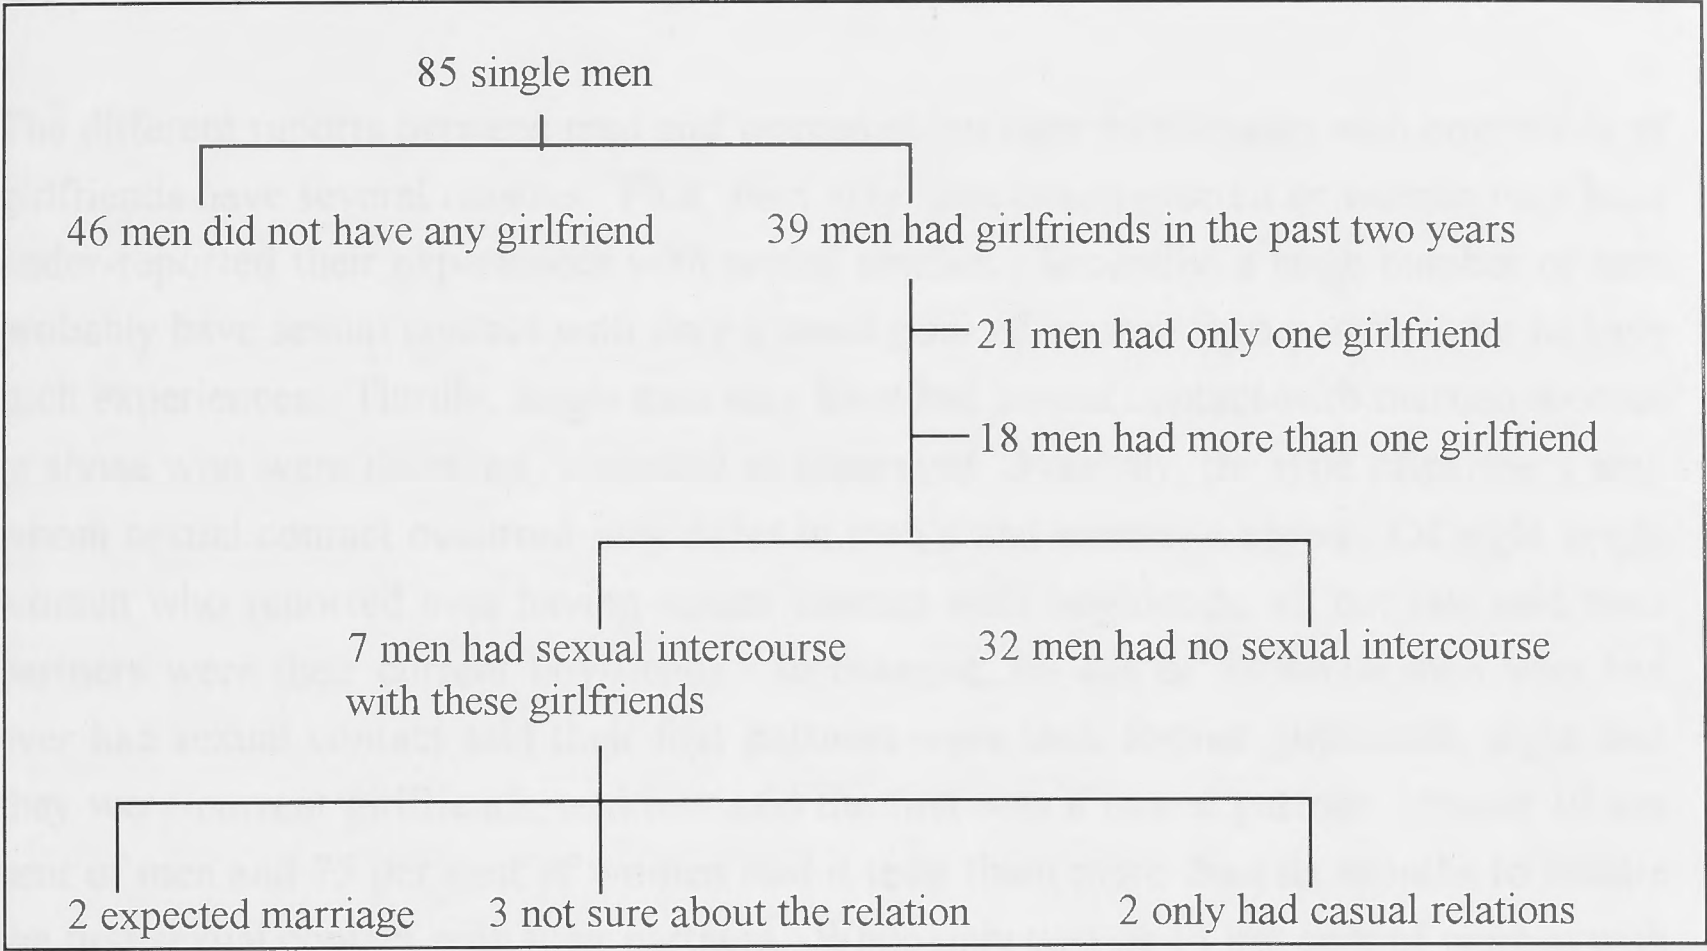 85 single men
46 men did not have any girlfriend
39 men had girlfriends in the past two years
21 men had only one girlfriend
18 men had more than one girlfriend
7 men had sexual intercourse
with these girlfriends
32 men had no sexual intercourse
2 expected marriage
3 not sure about the relation
2 only had casual relations